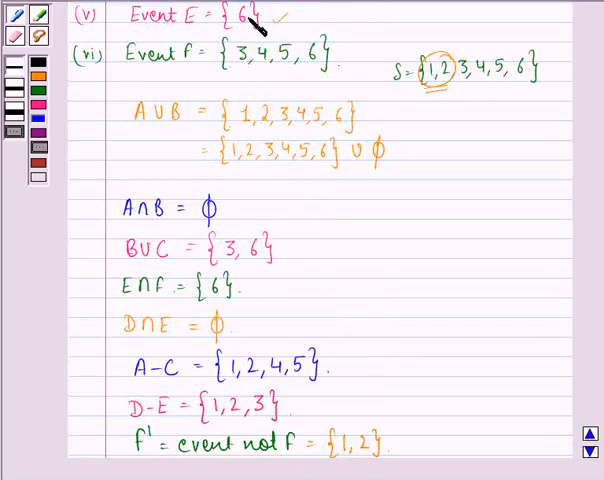 (v) Event E = {6} ✓
(vi) Event F = {3,4,5,6}.
S = {1,2,3,4,5,6}
A∪B = {1,2,3,4,5,6}
= {1,2,3,4,5,6} ∪ ϕ
A∩B = ϕ
B∪C = {3,6}
E∩F = {6}.
D∩E = ϕ.
A-C = {1,2,4,5}.
D-E = {1,2,3}.
F' = event not F = {1,2}.